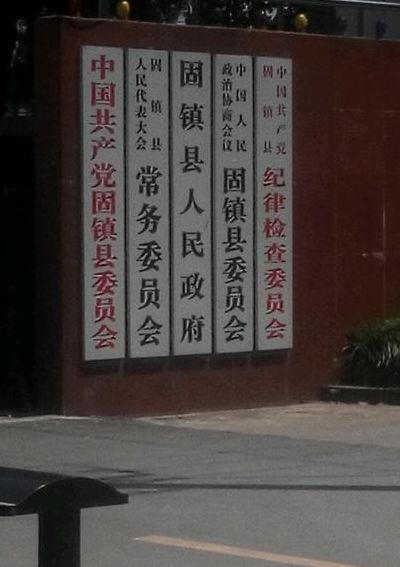 中国共产党固镇县委员会
固镇县
人民代表大会
常务委员会
固镇县人民政府
中国人民
政治协商会议
固镇县委员会
中国共产党
固镇县
纪律检查委员会